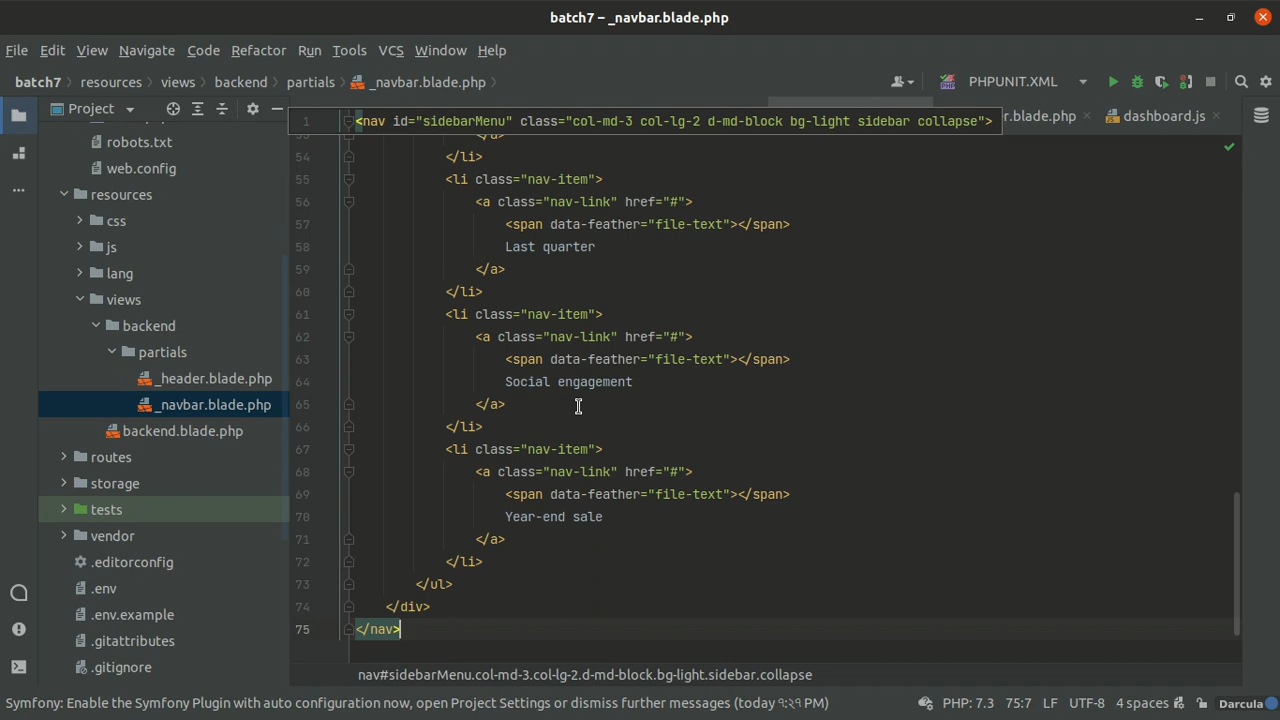 batch7 – _navbar.blade.php
File Edit View Navigate Code Refactor Run Tools VCS Window Help
batch7 resources views backend partials _navbar.blade.php PHPUNIT.XML
Project
r.blade.php dashboard.js
1 <nav id="sidebarMenu" class="col-md-3 col-lg-2 d-md-block bg-light sidebar collapse">
robots.txt
web.config
resources
css
js
lang
views
backend
partials
_header.blade.php
_navbar.blade.php
backend.blade.php
routes
storage
tests
vendor
.editorconfig
.env
.env.example
.gitattributes
.gitignore
54 </li>
55 <li class="nav-item">
56 <a class="nav-link" href="#">
57 <span data-feather="file-text"></span>
58 Last quarter
59 </a>
60 </li>
61 <li class="nav-item">
62 <a class="nav-link" href="#">
63 <span data-feather="file-text"></span>
64 Social engagement
65 </a>
66 </li>
67 <li class="nav-item">
68 <a class="nav-link" href="#">
69 <span data-feather="file-text"></span>
70 Year-end sale
71 </a>
72 </li>
73 </ul>
74 </div>
75 </nav>
nav#sidebarMenu.col-md-3.col-lg-2.d-md-block.bg-light.sidebar.collapse
Symfony: Enable the Symfony Plugin with auto configuration now, open Project Settings or dismiss further messages (today ৭:২৭ PM) PHP: 7.3 75:7 LF UTF-8 4 spaces Darcula